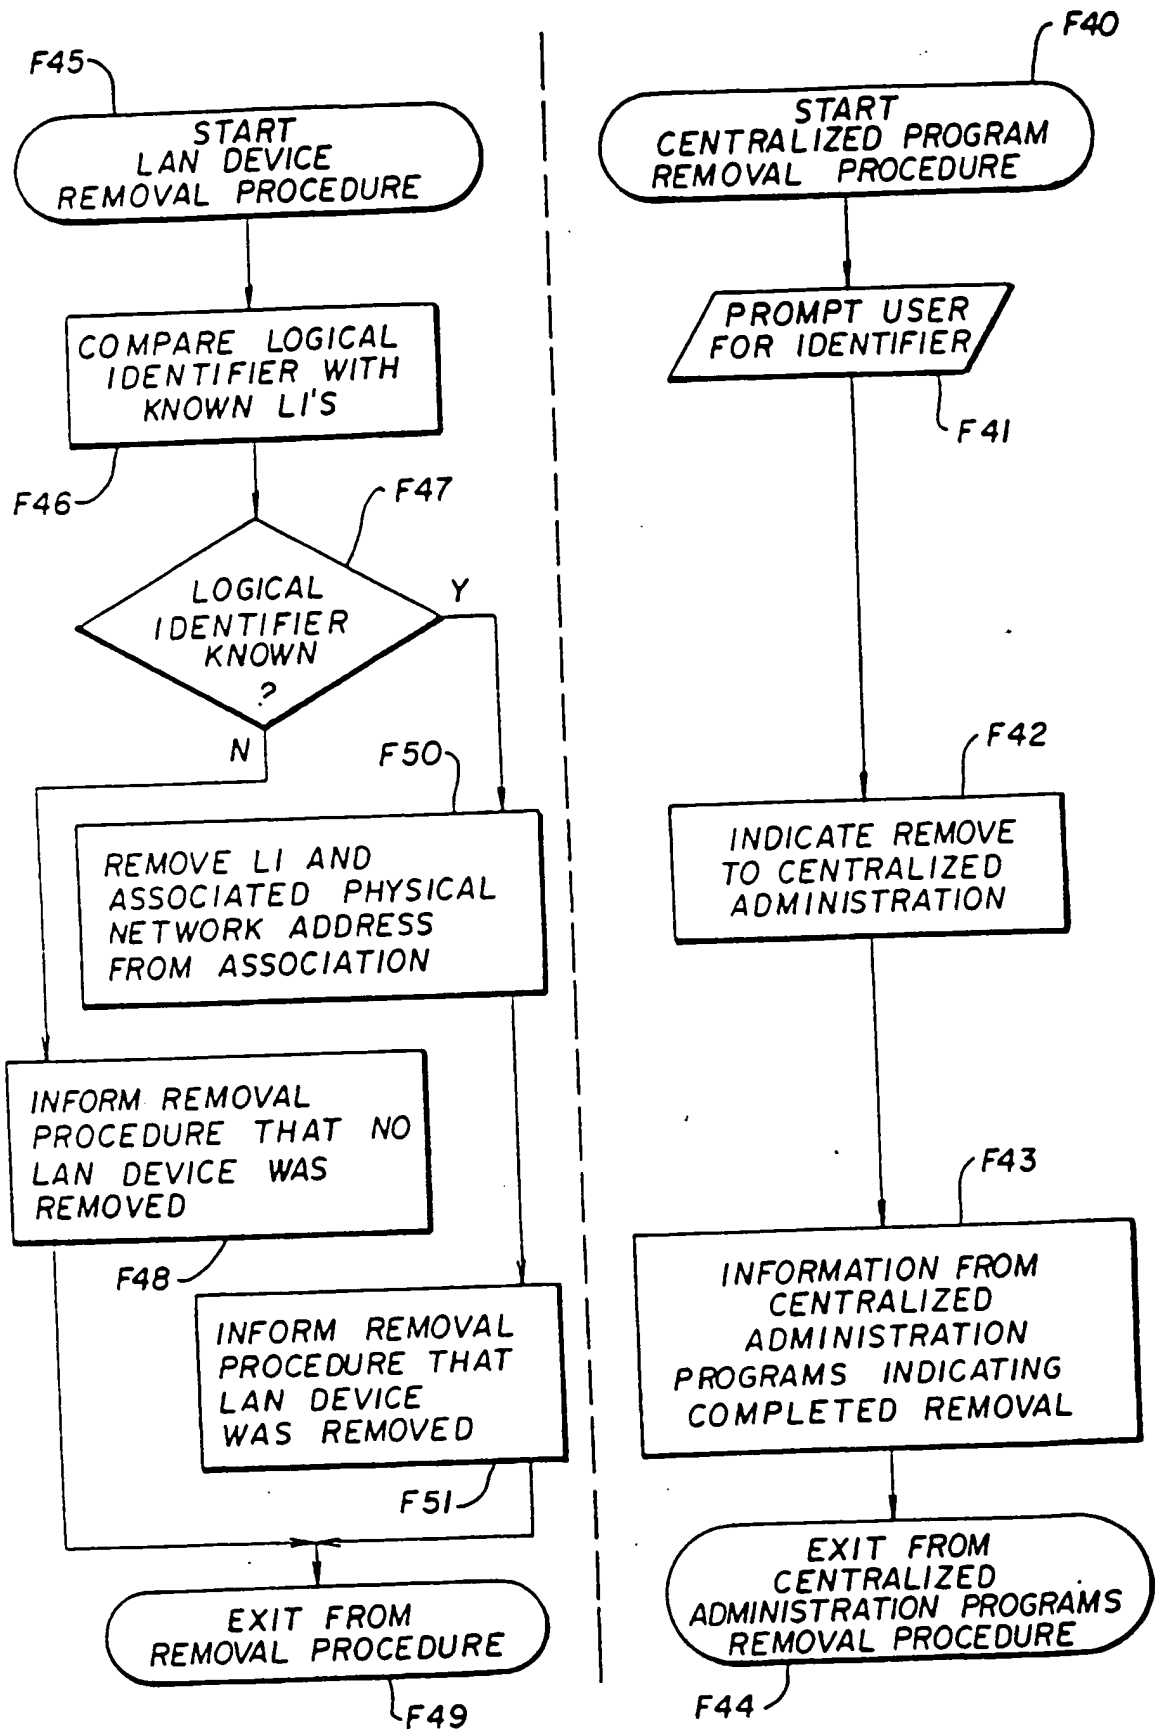 F45
START
LAN DEVICE
REMOVAL PROCEDURE
COMPARE LOGICAL
IDENTIFIER WITH
KNOWN LI'S
F46
F47
LOGICAL
IDENTIFIER
KNOWN
?
Y
N
F50
REMOVE LI AND
ASSOCIATED PHYSICAL
NETWORK ADDRESS
FROM ASSOCIATION
INFORM REMOVAL
PROCEDURE THAT NO
LAN DEVICE WAS
REMOVED
F48
INFORM REMOVAL
PROCEDURE THAT
LAN DEVICE
WAS REMOVED
F51
EXIT FROM
REMOVAL PROCEDURE
F49
F40
START
CENTRALIZED PROGRAM
REMOVAL PROCEDURE
PROMPT USER
FOR IDENTIFIER
F41
F42
INDICATE REMOVE
TO CENTRALIZED
ADMINISTRATION
F43
INFORMATION FROM
CENTRALIZED
ADMINISTRATION
PROGRAMS INDICATING
COMPLETED REMOVAL
EXIT FROM
CENTRALIZED
ADMINISTRATION PROGRAMS
REMOVAL PROCEDURE
F44